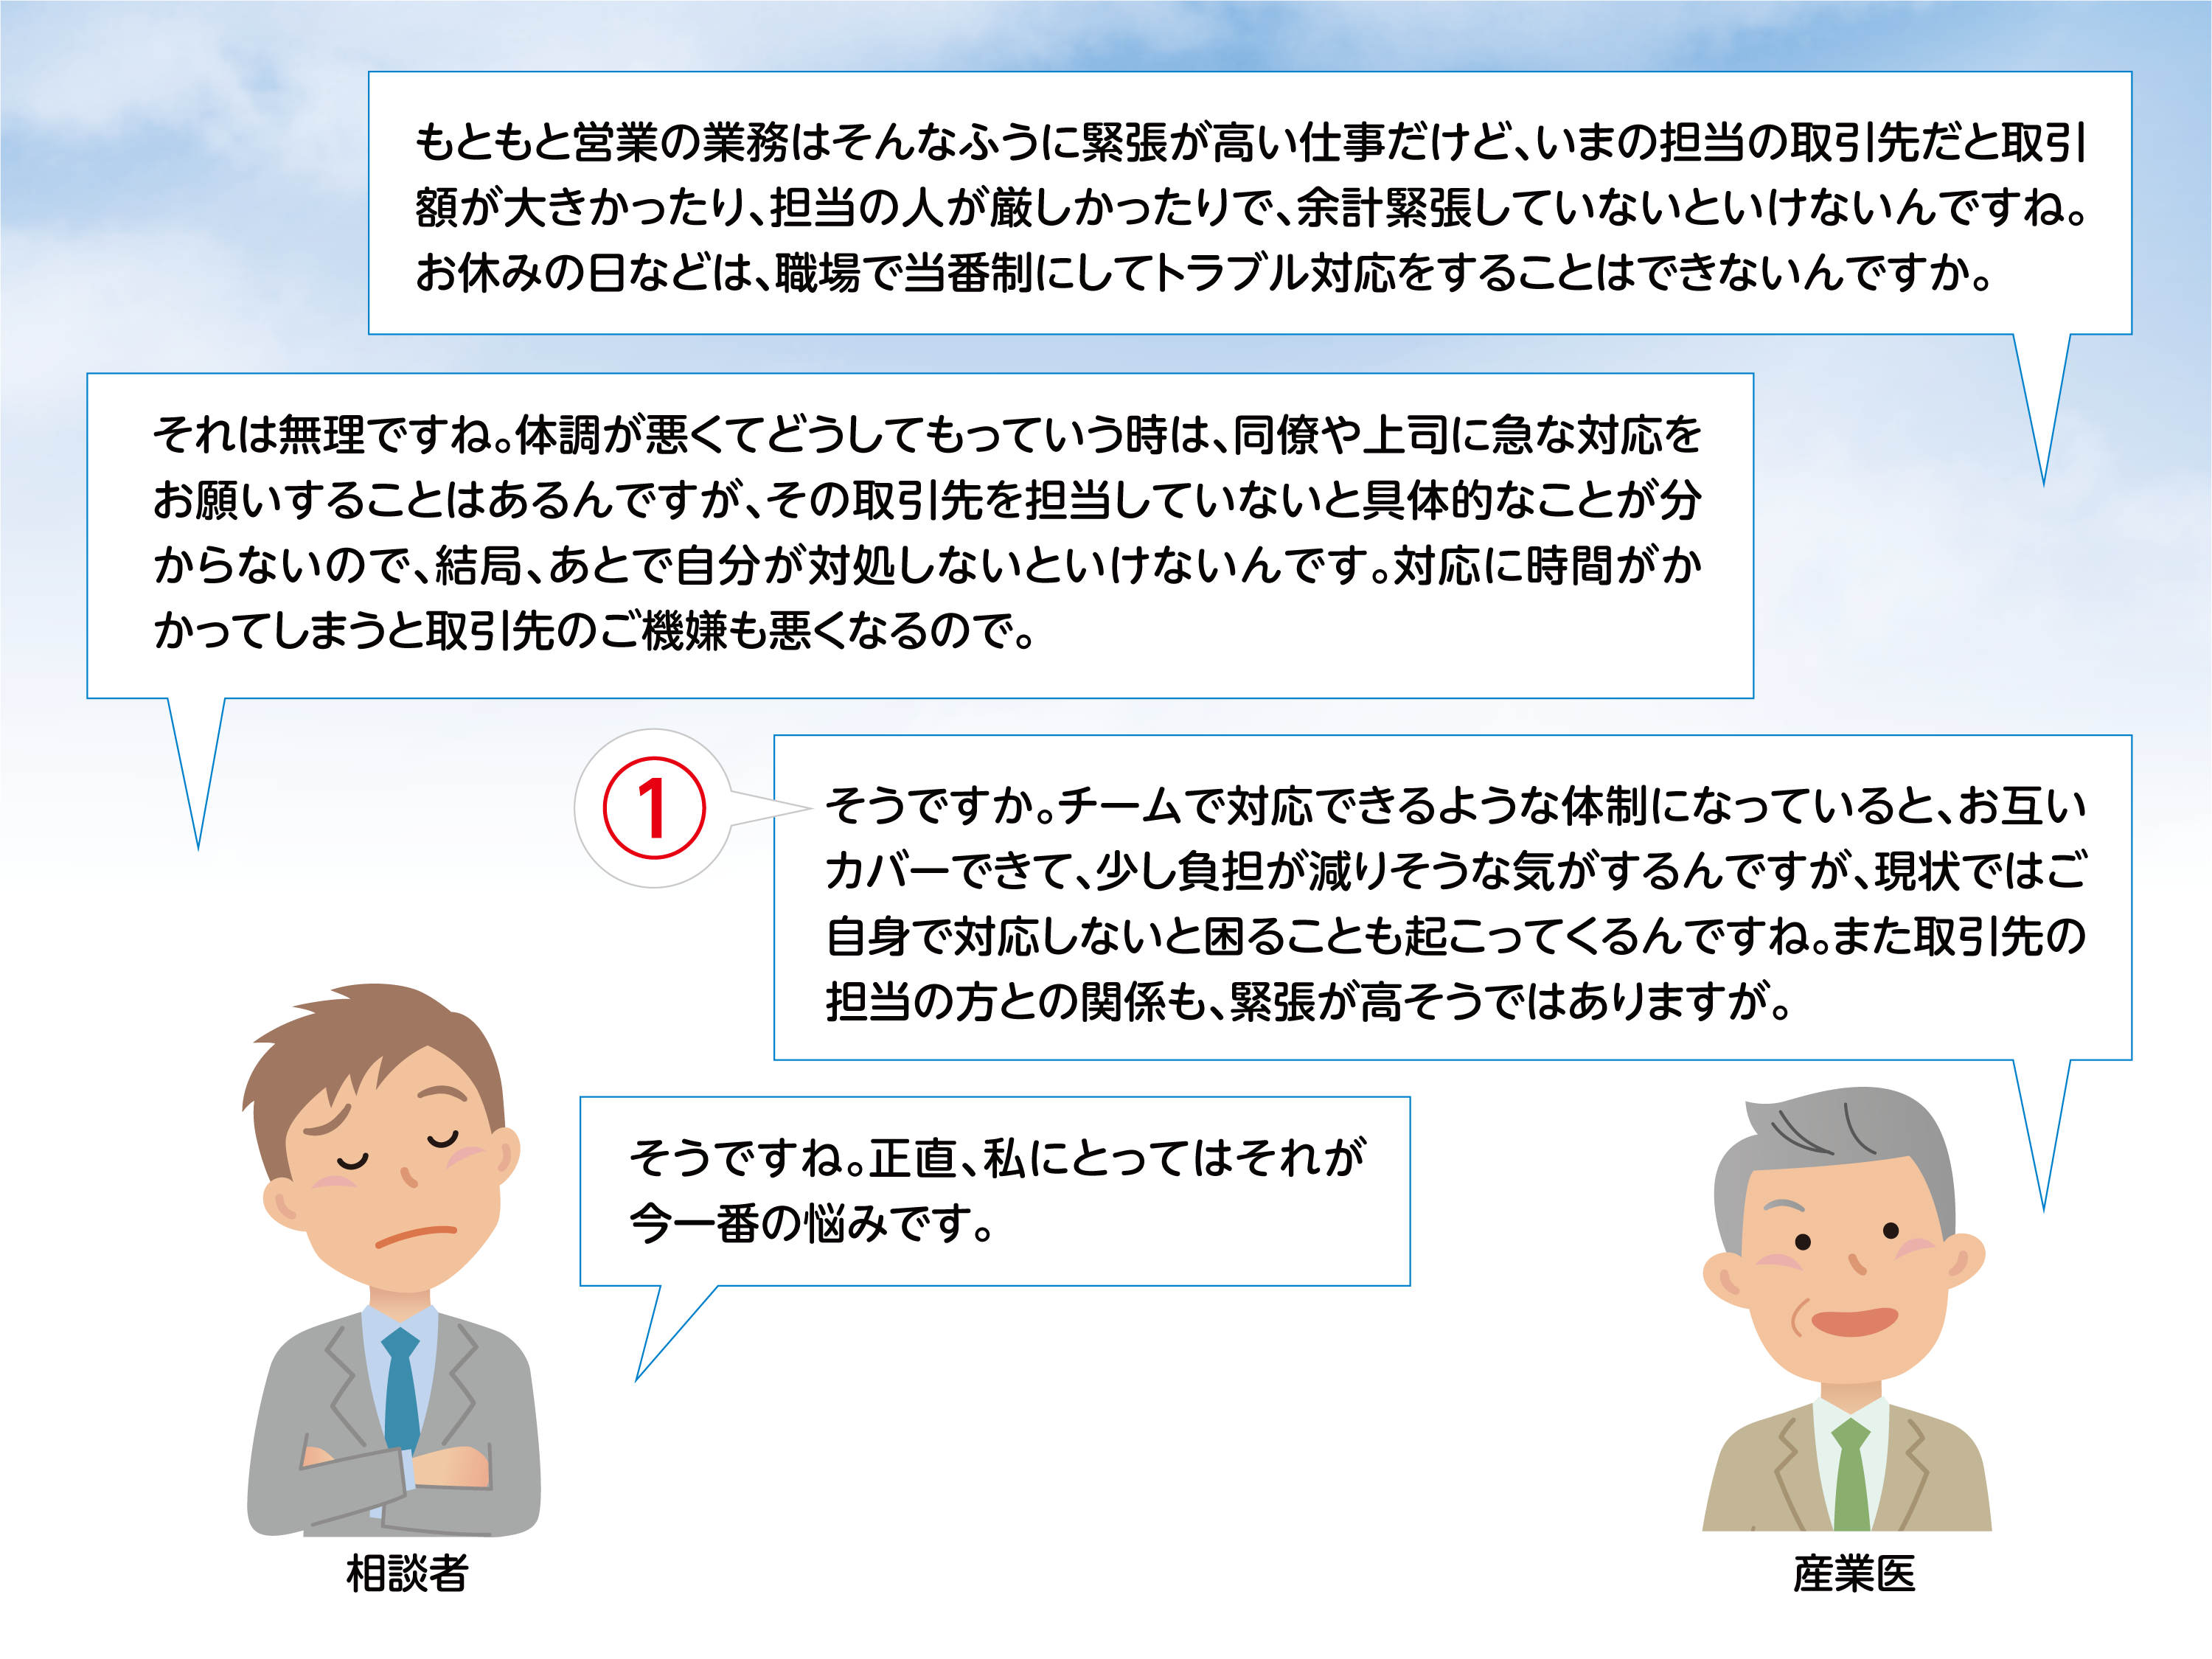 もともと営業の業務はそんなふうに緊張が高い仕事だけど、いまの担当の取引先だと取引
額が大きかったり、担当の人が厳しかったりで、余計緊張していないといけないんですね。
お休みの日などは、職場で当番制にしてトラブル対応をすることはできないんですか。
それは無理ですね。体調が悪くてどうしてもっていう時は、同僚や上司に急な対応を
お願いすることはあるんですが、その取引先を担当していないと具体的なことが分
からないので、結局、あとで自分が対処しないといけないんです。対応に時間がか
かってしまうと取引先のご機嫌も悪くなるので。
1
そうですか。チームで対応できるような体制になっていると、お互い
カバーできて、少し負担が減りそうな気がするんですが、現状ではご
自身で対応しないと困ることも起こってくるんですね。また取引先の
担当の方との関係も、緊張が高そうではありますが。
そうですね。正直、私にとってはそれが
今一番の悩みです。
相談者
産業医